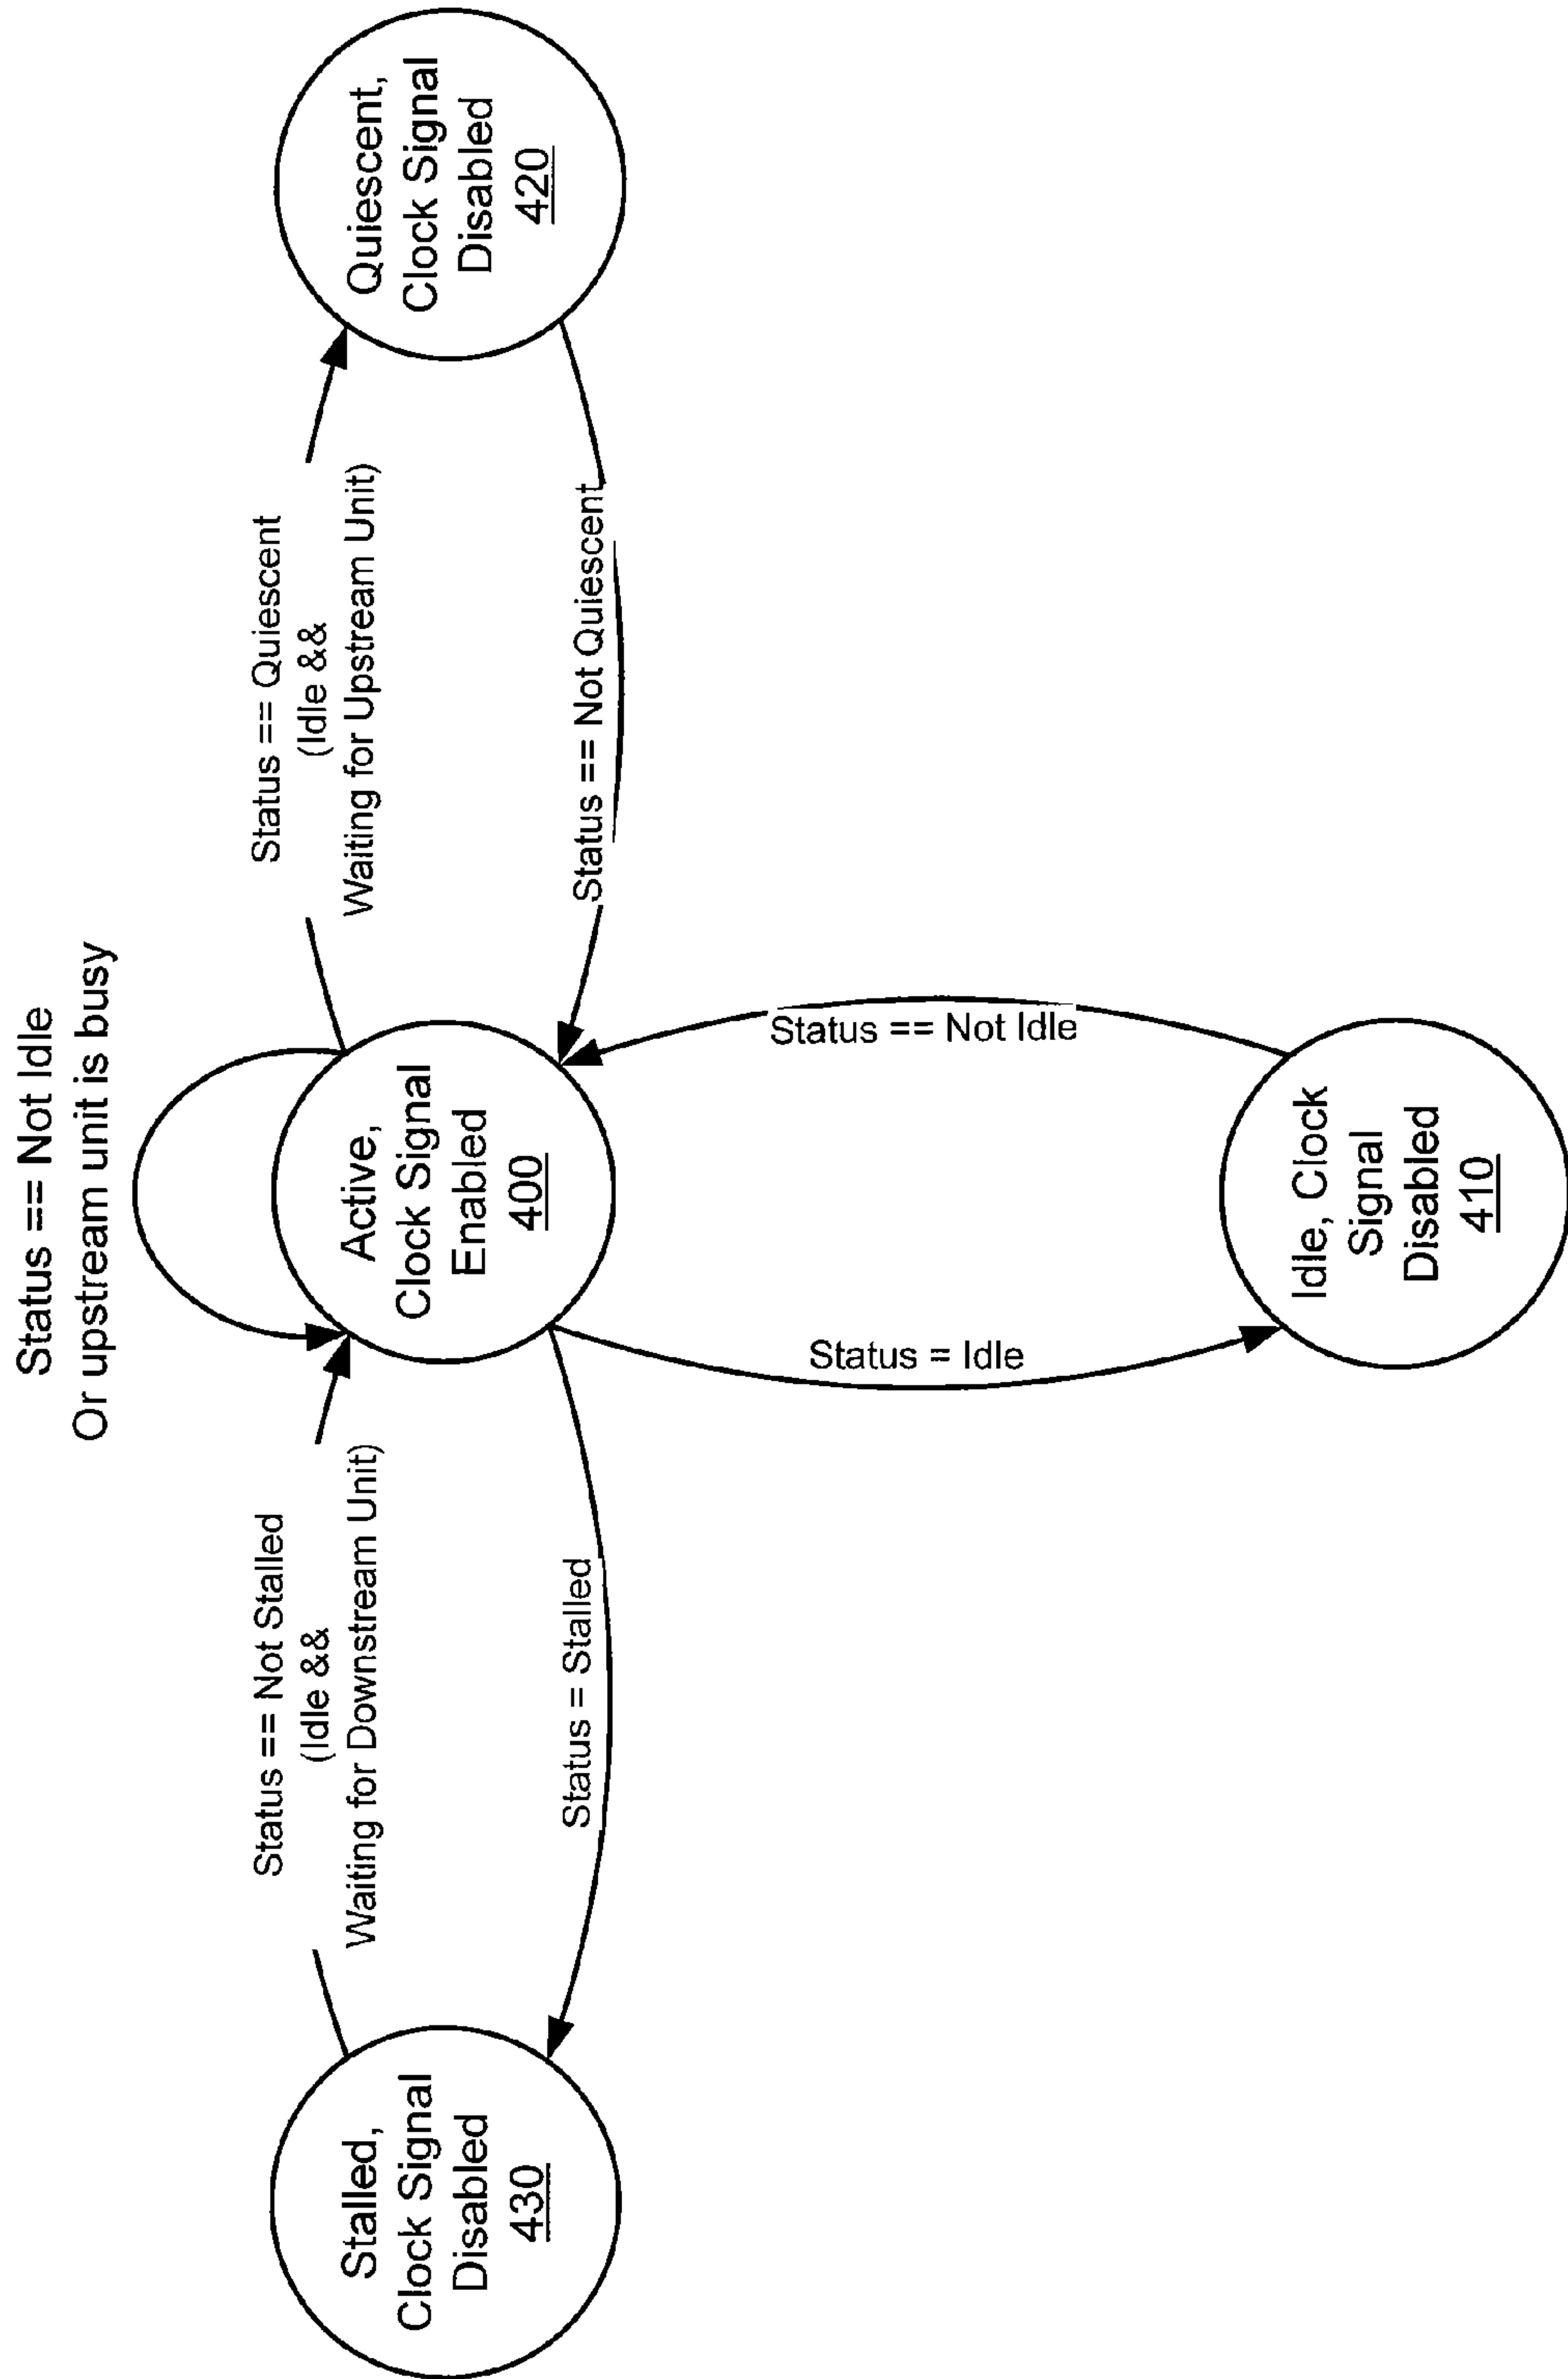 Status == Not Idle
Or upstream unit is busy
Status == Not Stalled
(Idle &&
Waiting for Downstream Unit)
Status == Quiescent
(Idle &&
Waiting for Upstream Unit)
Stalled,
Clock Signal
Disabled
430
Active,
Clock Signal
Enabled
400
Quiescent,
Clock Signal
Disabled
420
Status = Stalled
Status == Not Quiescent
Status = Idle
Status == Not Idle
Idle, Clock
Signal
Disabled
410